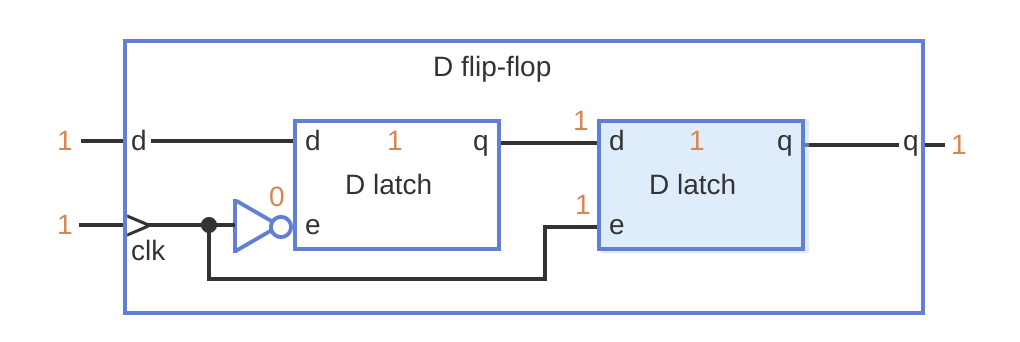 D flip-flop
1
1 d d 1 q d 1 q q 1
D latch D latch
0 1
1 e e
clk